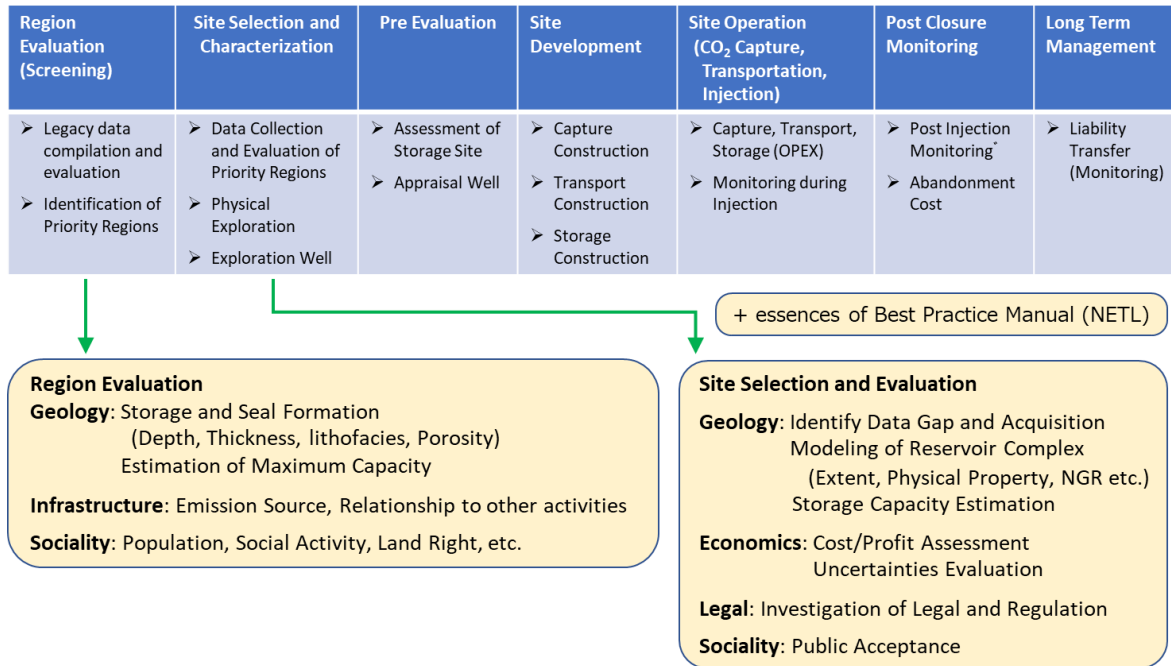 Region
Evaluation
(Screening)
Site Selection and
Characterization
Pre Evaluation
Site
Development
Site Operation
(CO₂ Capture,
Transportation,
Injection)
Post Closure
Monitoring
Long Term
Management
➢ Legacy data
compilation and
evaluation
➢ Identification of
Priority Regions
➢ Data Collection
and Evaluation of
Priority Regions
➢ Physical
Exploration
➢ Exploration Well
➢ Assessment of
Storage Site
➢ Appraisal Well
➢ Capture
Construction
➢ Transport
Construction
➢ Storage
Construction
➢ Capture, Transport,
Storage (OPEX)
➢ Monitoring during
Injection
➢ Post Injection
Monitoring*
➢ Abandonment
Cost
➢ Liability
Transfer
(Monitoring)
+ essences of Best Practice Manual (NETL)
Region Evaluation
Geology: Storage and Seal Formation
(Depth, Thickness, lithofacies, Porosity)
Estimation of Maximum Capacity
Infrastructure: Emission Source, Relationship to other activities
Sociality: Population, Social Activity, Land Right, etc.
Site Selection and Evaluation
Geology: Identify Data Gap and Acquisition
Modeling of Reservoir Complex
(Extent, Physical Property, NGR etc.)
Storage Capacity Estimation
Economics: Cost/Profit Assessment
Uncertainties Evaluation
Legal: Investigation of Legal and Regulation
Sociality: Public Acceptance